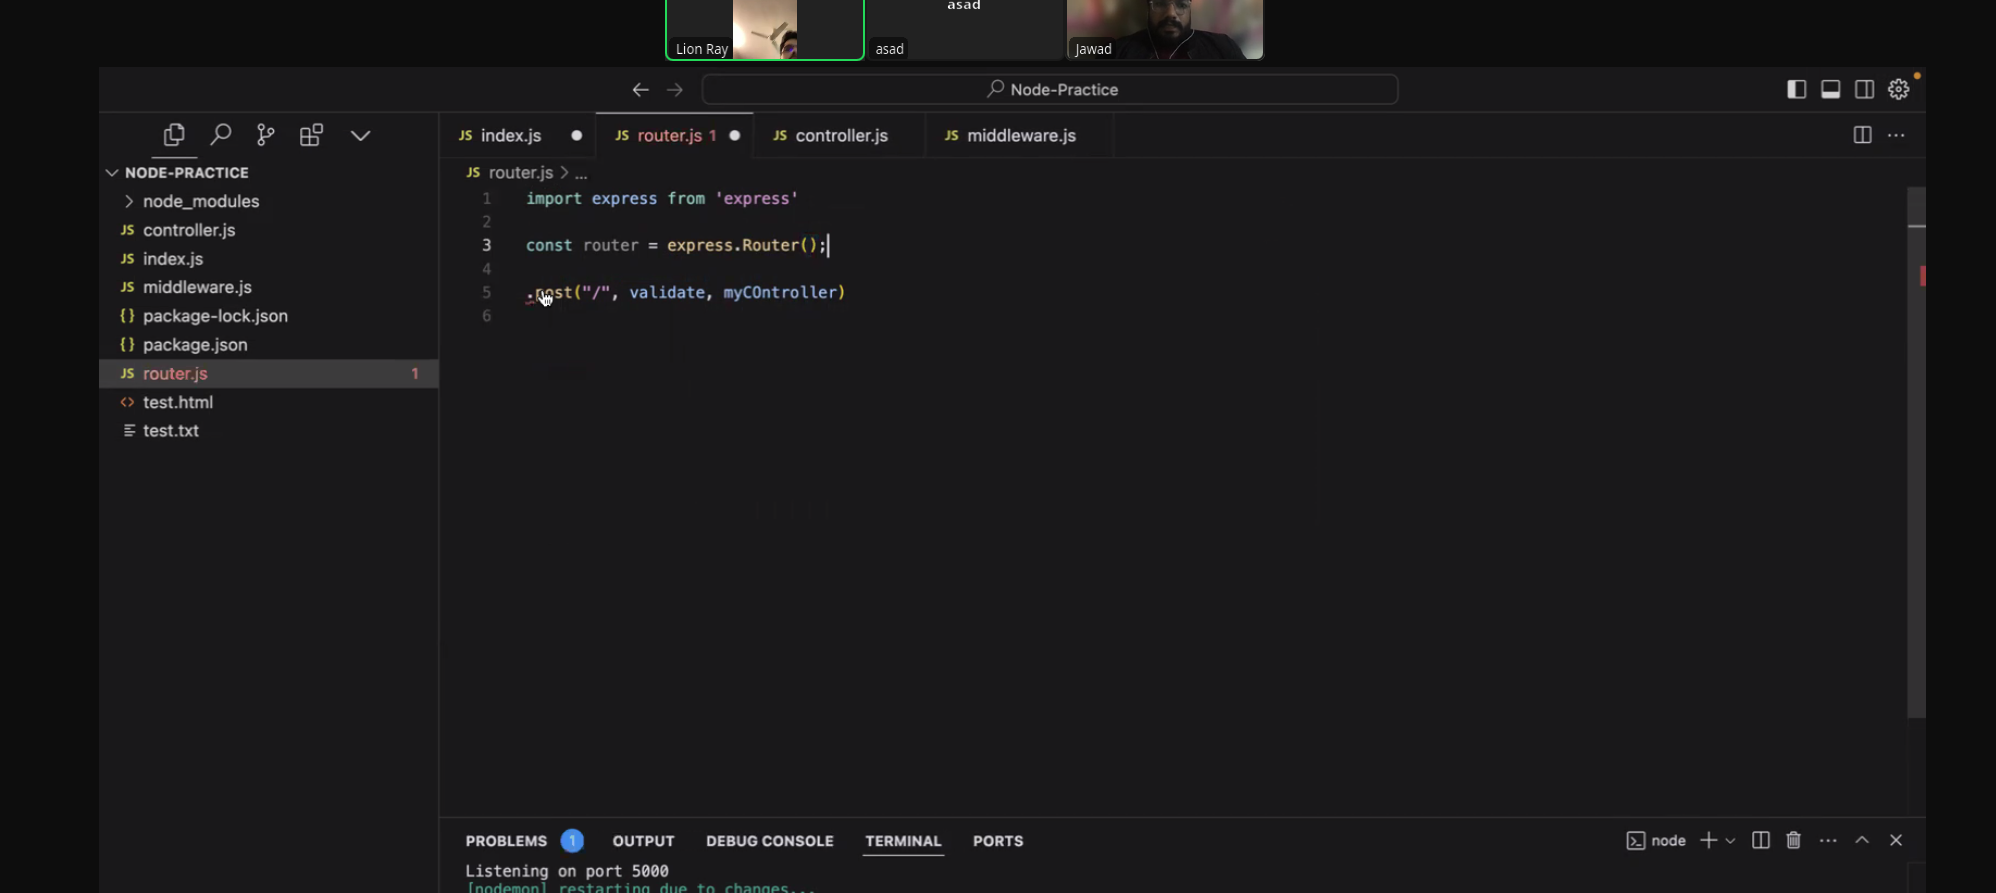 asad
Lion Ray
asad
Jawad
Node-Practice
index.js
router.js 1
controller.js
middleware.js
NODE-PRACTICE
node_modules
controller.js
index.js
middleware.js
package-lock.json
package.json
router.js 1
test.html
test.txt
JS router.js > ...
1 import express from 'express'
2
3 const router = express.Router();
4
5 .post("/", validate, myCOntroller)
6
PROBLEMS 1 OUTPUT DEBUG CONSOLE TERMINAL PORTS
node
Listening on port 5000
[nodemon] restarting due to changes...